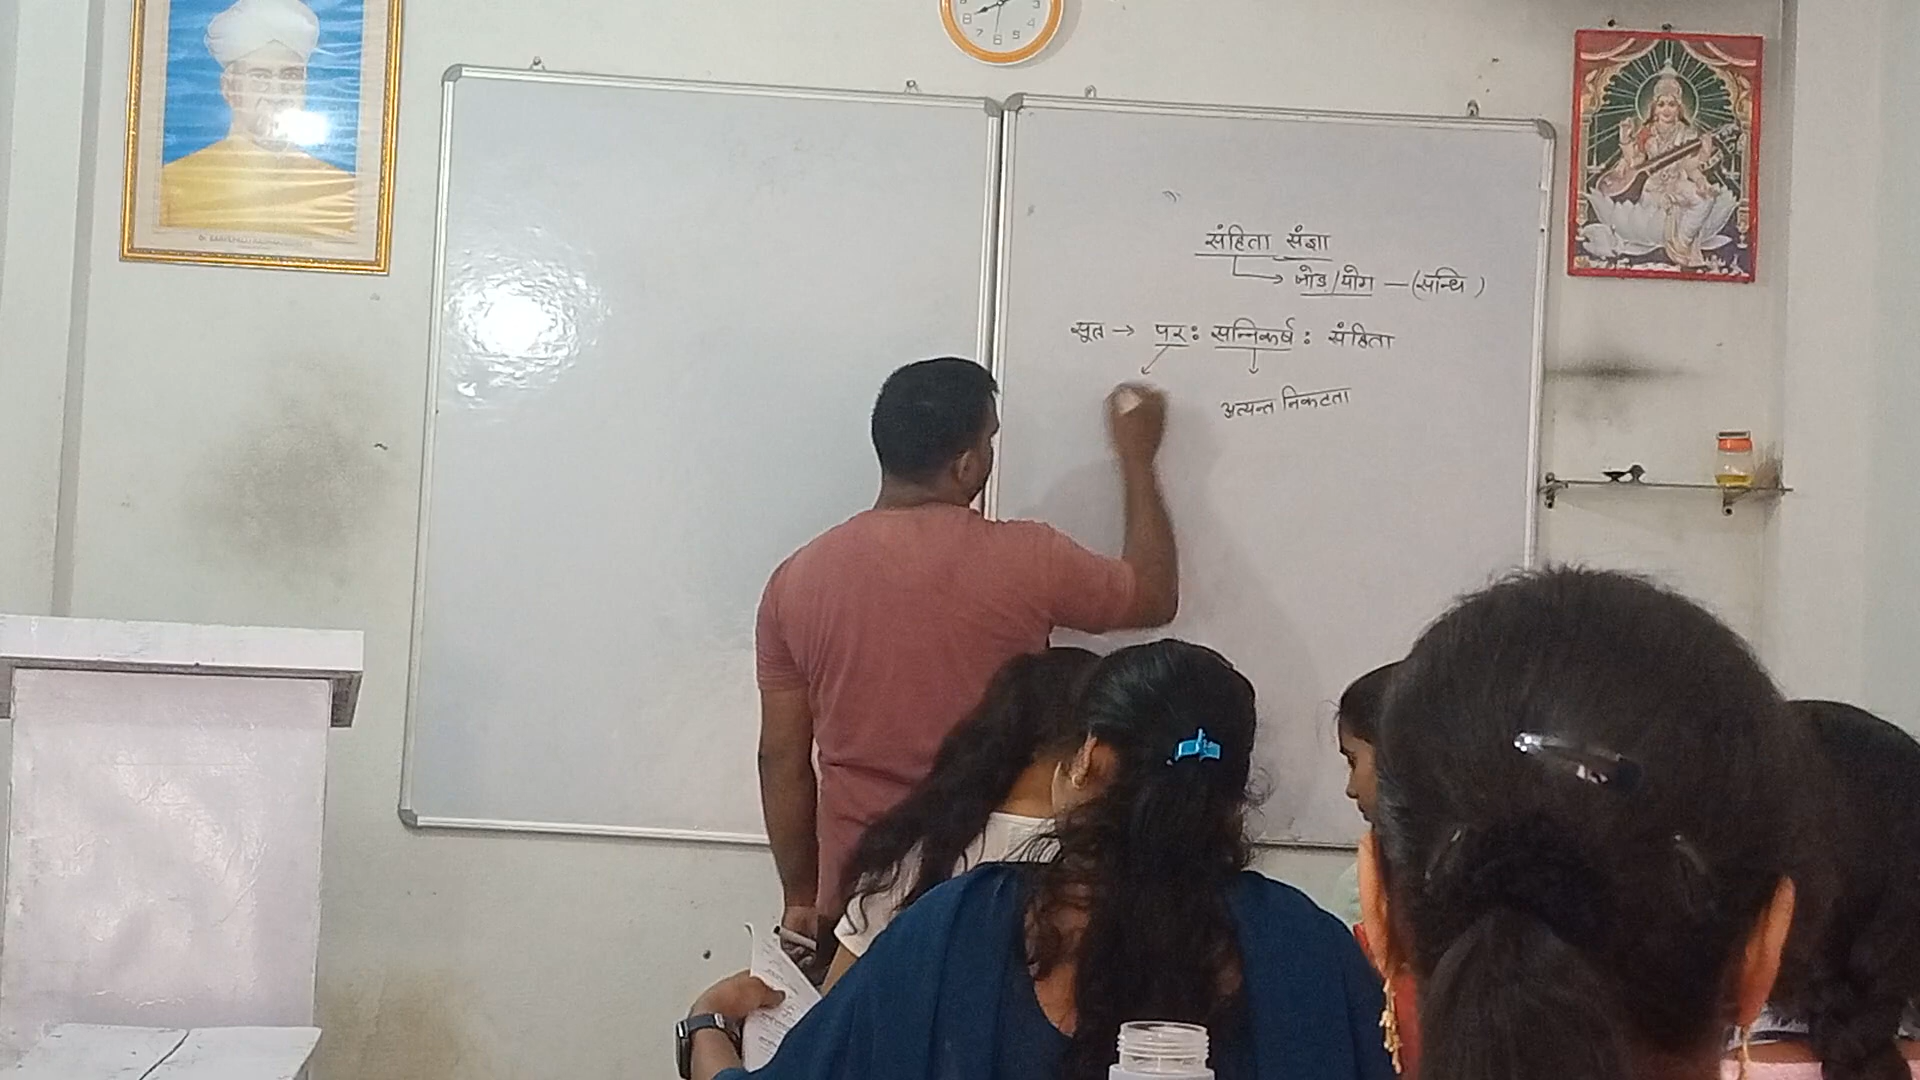 संहिता संज्ञा
जोड़/योग — (सन्धि)
सूत्र → परः सन्निकर्षः संहिता
अत्यन्त निकटता